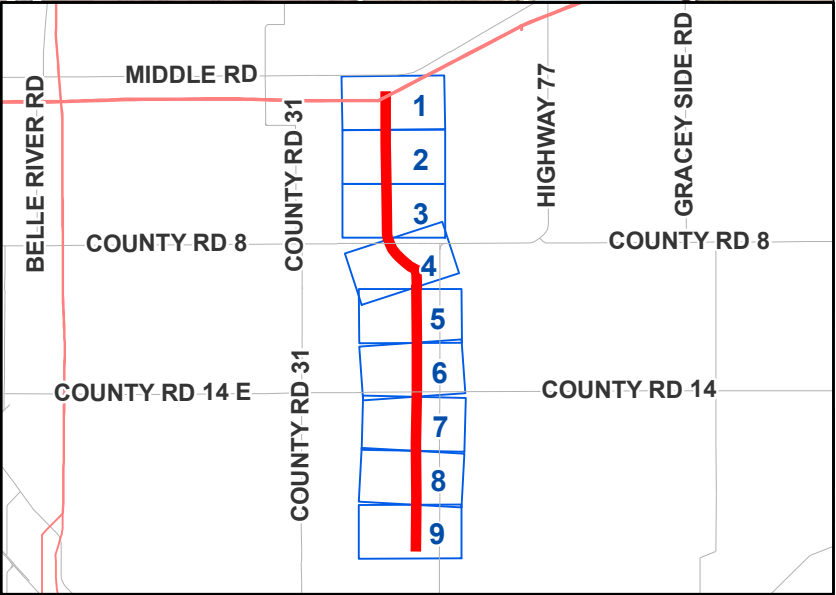 MIDDLE RD
BELLE RIVER RD
COUNTY RD 31
HIGHWAY 77
GRACEY SIDE RD
1
2
3
COUNTY RD 8
COUNTY RD 8
4
5
6
COUNTY RD 14 E
COUNTY RD 31
COUNTY RD 14
7
8
9